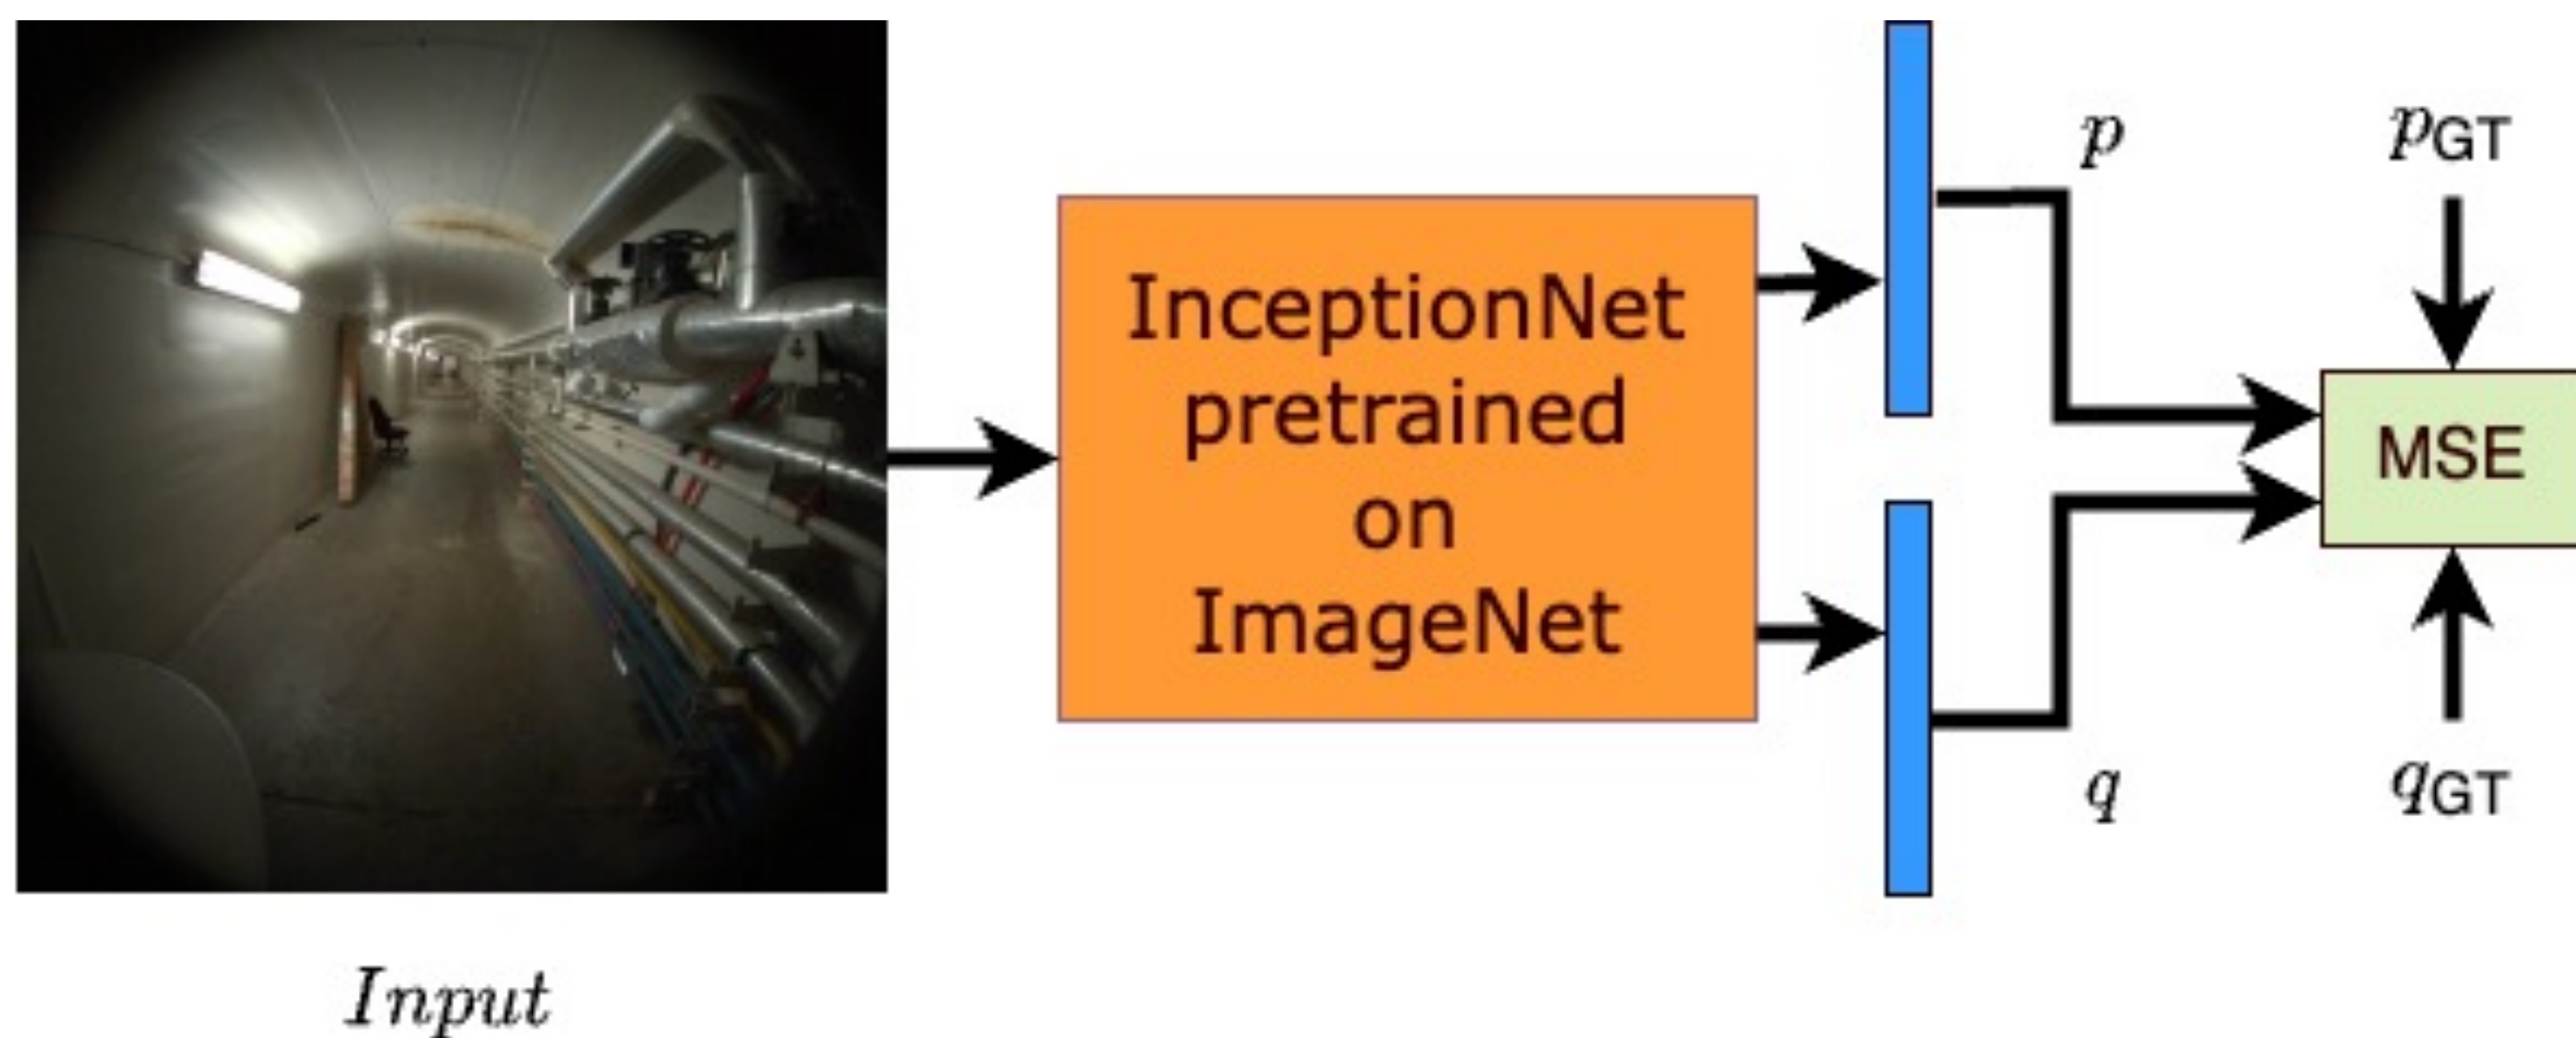 p
pGT
InceptionNet
pretrained
on
ImageNet
MSE
q
qGT
Input